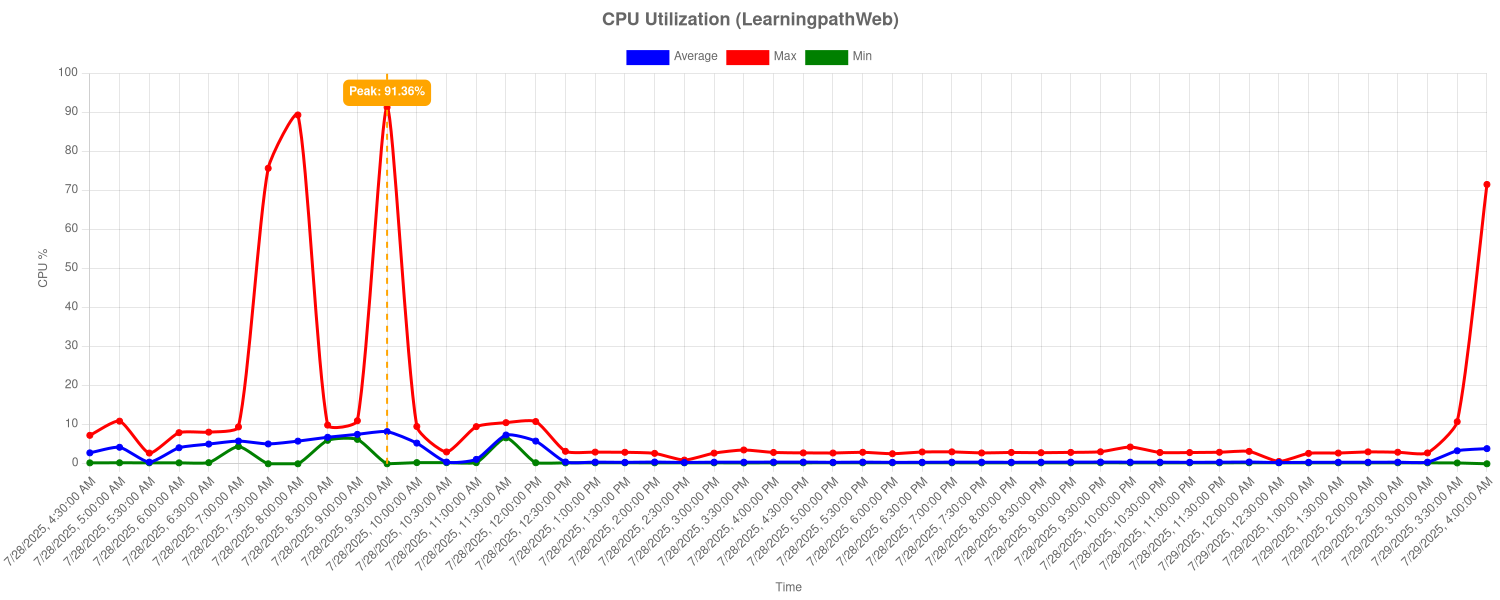 CPU Utilization (LearningpathWeb)
Average Max Min
Peak: 91.36%
100
90
80
70
60
50
40
30
20
10
0
CPU %
7/28/2025, 4:30:00 AM
7/28/2025, 5:00:00 AM
7/28/2025, 5:30:00 AM
7/28/2025, 6:00:00 AM
7/28/2025, 6:30:00 AM
7/28/2025, 7:00:00 AM
7/28/2025, 7:30:00 AM
7/28/2025, 8:00:00 AM
7/28/2025, 8:30:00 AM
7/28/2025, 9:00:00 AM
7/28/2025, 9:30:00 AM
7/28/2025, 10:00:00 AM
7/28/2025, 10:30:00 AM
7/28/2025, 11:00:00 AM
7/28/2025, 11:30:00 AM
7/28/2025, 12:00:00 PM
7/28/2025, 12:30:00 PM
7/28/2025, 1:00:00 PM
7/28/2025, 1:30:00 PM
7/28/2025, 2:00:00 PM
7/28/2025, 2:30:00 PM
7/28/2025, 3:00:00 PM
7/28/2025, 3:30:00 PM
7/28/2025, 4:00:00 PM
7/28/2025, 4:30:00 PM
7/28/2025, 5:00:00 PM
7/28/2025, 5:30:00 PM
7/28/2025, 6:00:00 PM
7/28/2025, 6:30:00 PM
7/28/2025, 7:00:00 PM
7/28/2025, 7:30:00 PM
7/28/2025, 8:00:00 PM
7/28/2025, 8:30:00 PM
7/28/2025, 9:00:00 PM
7/28/2025, 9:30:00 PM
7/28/2025, 10:00:00 PM
7/28/2025, 10:30:00 PM
7/28/2025, 11:00:00 PM
7/28/2025, 11:30:00 PM
7/29/2025, 12:00:00 AM
7/29/2025, 12:30:00 AM
7/29/2025, 1:00:00 AM
7/29/2025, 1:30:00 AM
7/29/2025, 2:00:00 AM
7/29/2025, 2:30:00 AM
7/29/2025, 3:00:00 AM
7/29/2025, 3:30:00 AM
7/29/2025, 4:00:00 AM
Time